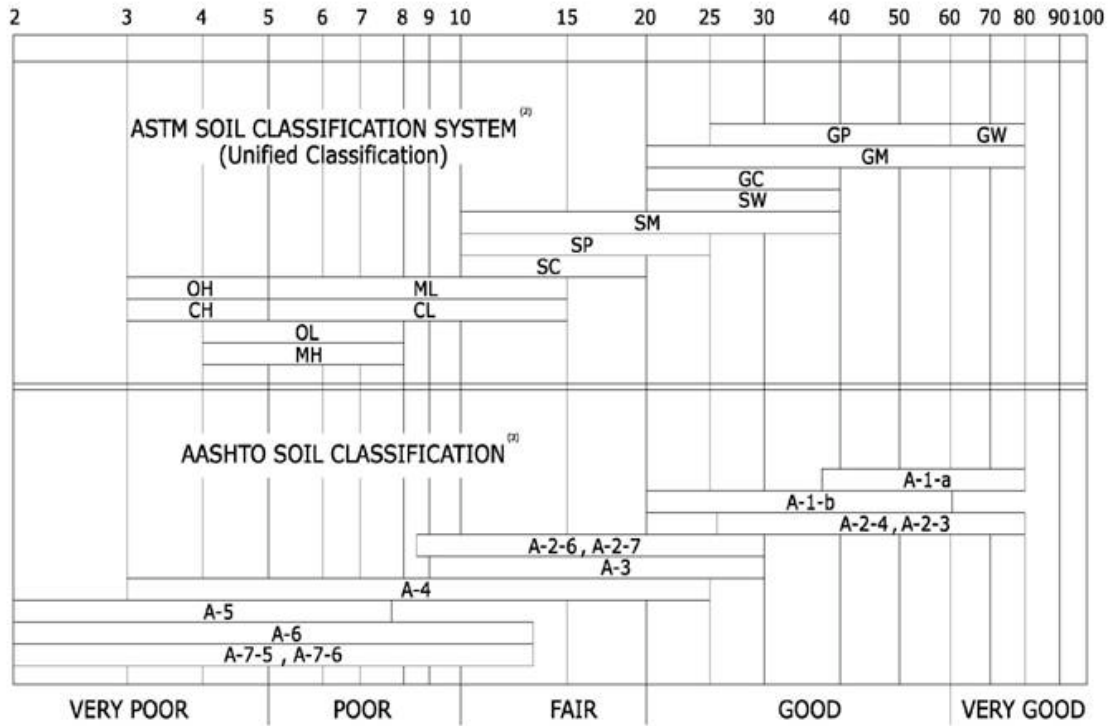 2 3 4 5 6 7 8 9 10 15 20 25 30 40 50 60 70 80 90 100
ASTM SOIL CLASSIFICATION SYSTEM (2)
(Unified Classification)
GP GW
GM
GC
SW
SM
SP
SC
OH ML
CH CL
OL
MH
AASHTO SOIL CLASSIFICATION (2)
A-1-a
A-1-b
A-2-4 , A-2-3
A-2-6 , A-2-7
A-3
A-4
A-5
A-6
A-7-5 , A-7-6
VERY POOR POOR FAIR GOOD VERY GOOD